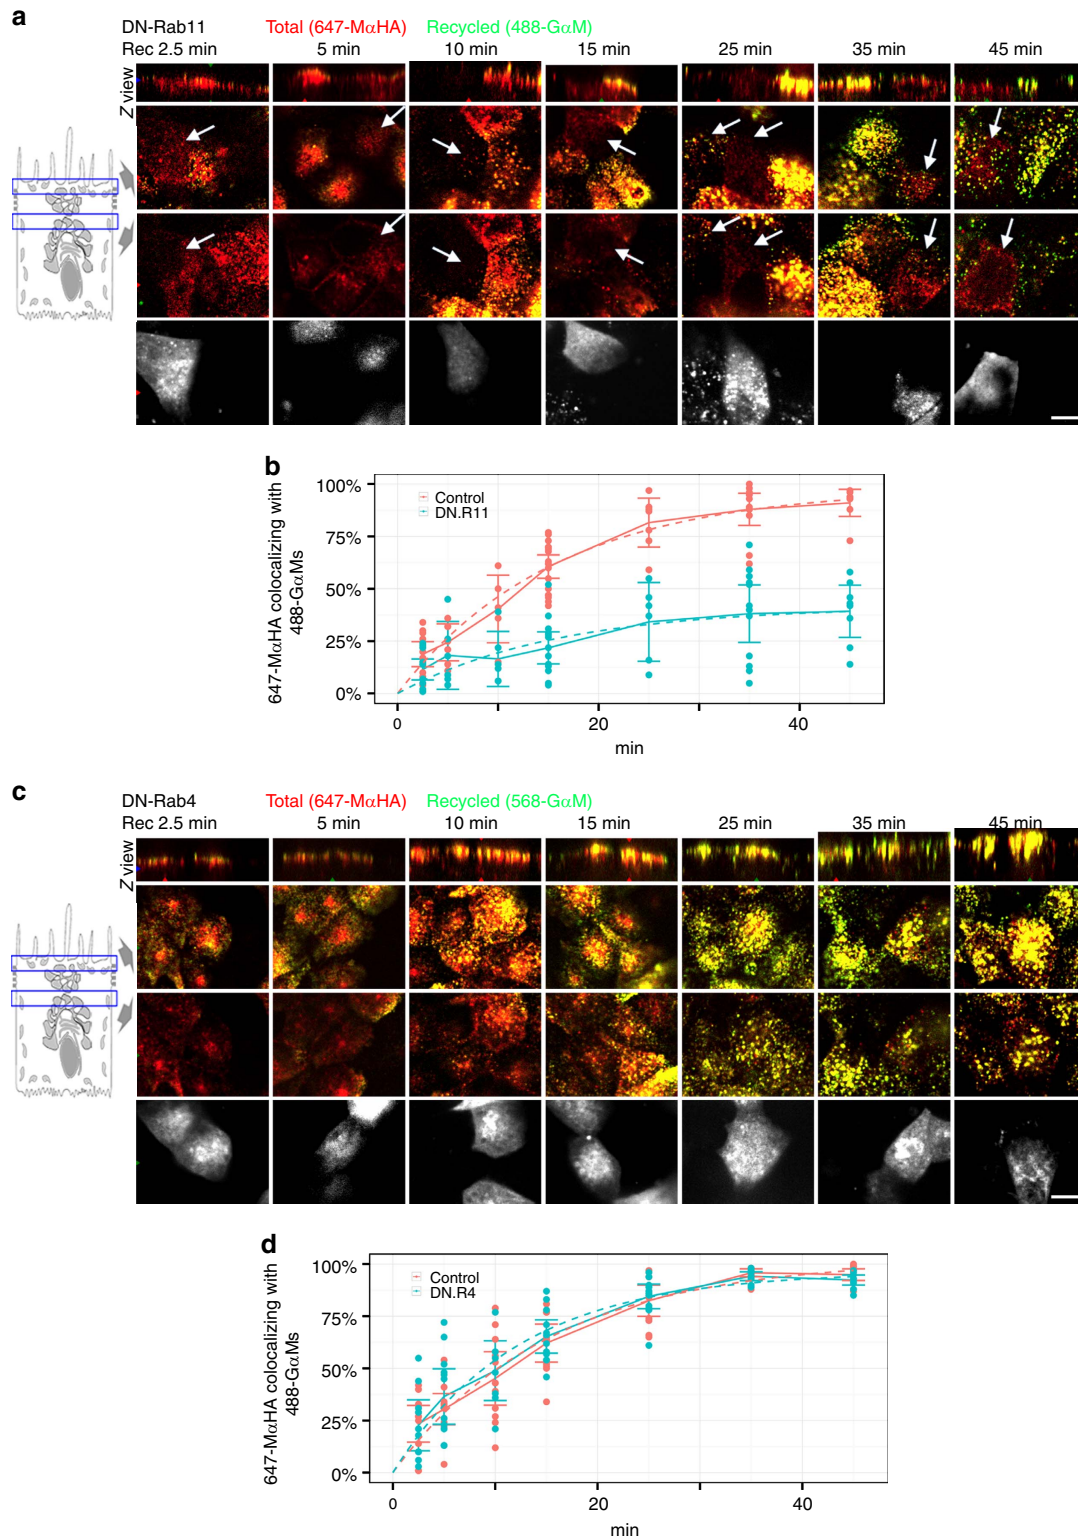 a
DN-Rab11 Total (647-MαHA) Recycled (488-GαM)
Rec 2.5 min 5 min 10 min 15 min 25 min 35 min 45 min
Z view
b
100%
75%
50%
25%
0%
647-MαHA colocalizing with
488-GαMs
Control
DN.R11
0 20 40
min
c
DN-Rab4 Total (647-MαHA) Recycled (568-GαM)
Rec 2.5 min 5 min 10 min 15 min 25 min 35 min 45 min
Z view
d
100%
75%
50%
25%
0%
647-MαHA colocalizing with
488-GαMs
Control
DN.R4
0 20 40
min